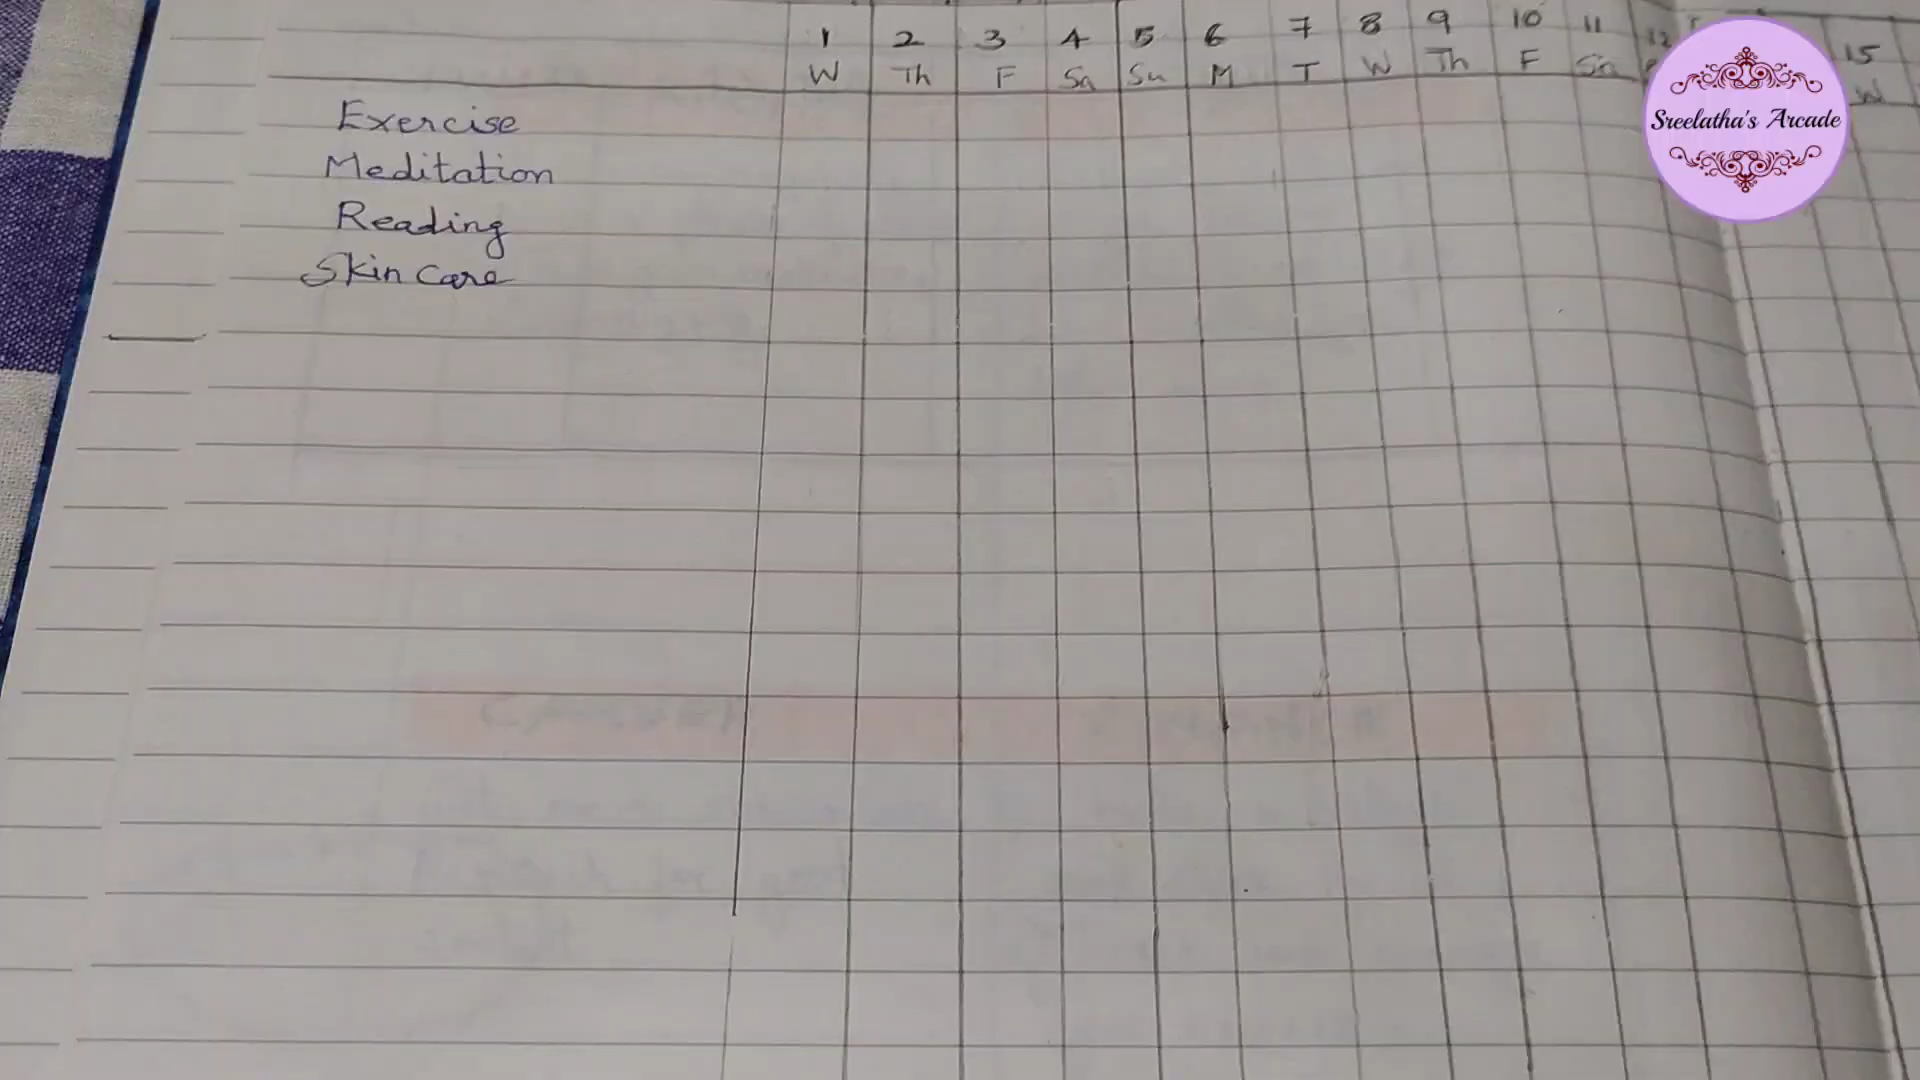 1 2 3 4 5 6 7 8 9 10 11 12 15
W Th F Sa Su M T W Th F Sa W
Exercise
Meditation
Reading
Skin Care
Sreelatha's Arcade